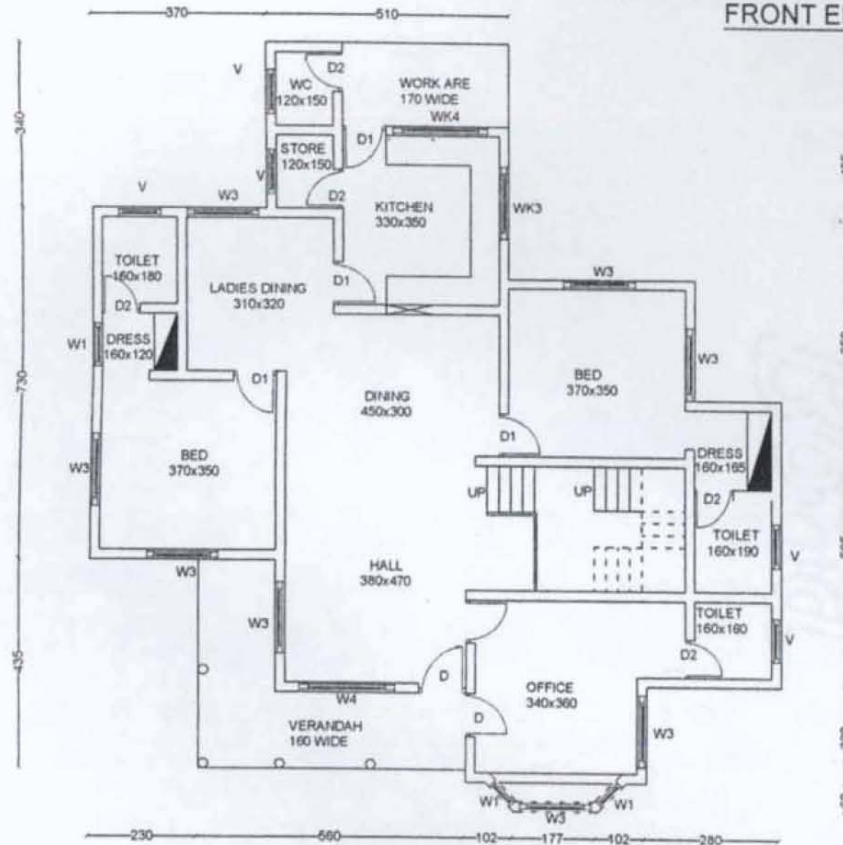 FRONT E
370
510
WC
120x150
D2
WORK ARE
170 WIDE
WK4
V
340
STORE
120x150
D1
D2
V
KITCHEN
330x350
WK3
V
W3
TOILET
160x180
LADIES DINING
310x320
D1
D2
W3
W1
DRESS
160x120
D1
W3
BED
370x350
DINING
450x300
730
D1
DRESS
160x165
BED
370x350
W3
UP
UP
D2
TOILET
160x190
V
W3
HALL
380x470
W3
TOILET
160x160
V
D2
435
D
OFFICE
340x360
W4
D
VERANDAH
160 WIDE
W3
W1
W1
W3
230
560
102
177
102
280